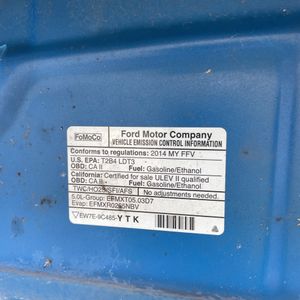 FoMoCo
Ford Motor Company
VEHICLE EMISSION CONTROL INFORMATION
Conforms to regulations: 2014 MY FFV
U.S. EPA: T2B4 LDT3
OBD: CA II Fuel: Gasoline/Ethanol
California: Certified for sale ULEV II qualified
OBD: CA II Fuel: Gasoline/Ethanol
TWC/HO2S/SFI/AFS No adjustments needed.
5.0L-Group: EFMXT05.03D7
Evap: EFMXR0265NBV
EW7E-9C485-YTK